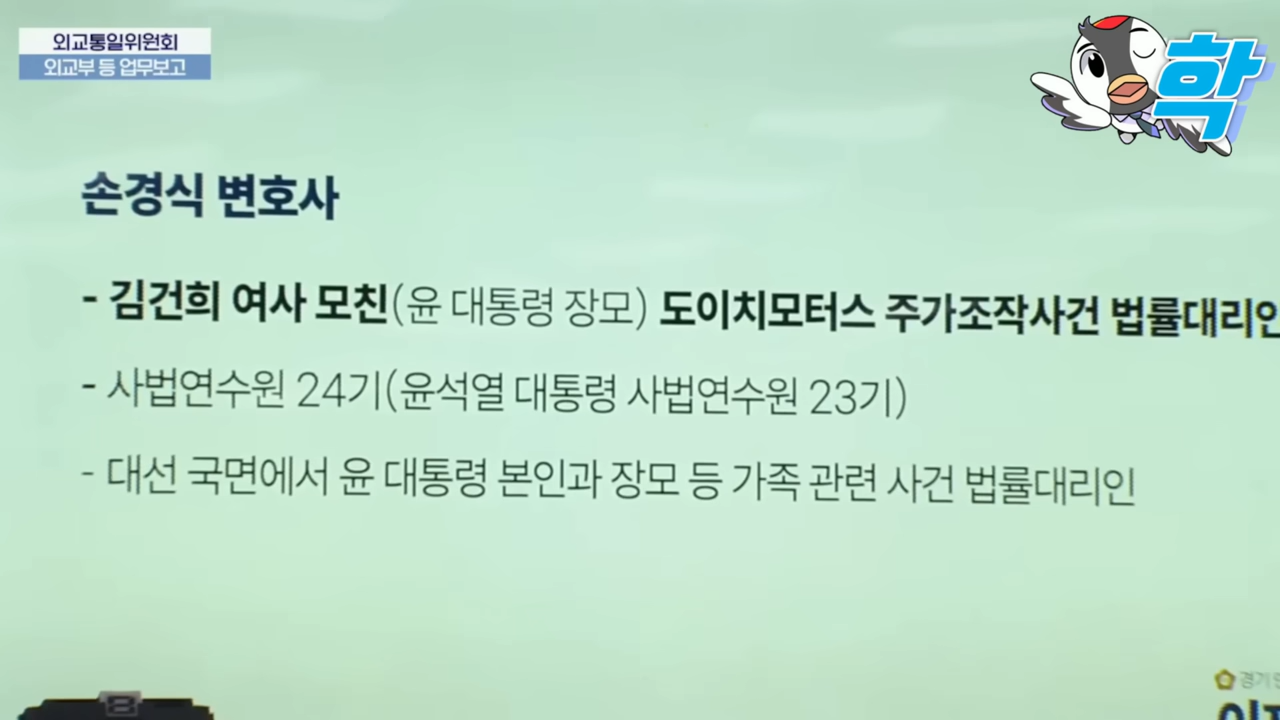 외교통일위원회
외교부 등 업무보고
학
손경식 변호사
- 김건희 여사 모친(윤 대통령 장모) 도이치모터스 주가조작사건 법률대리인
- 사법연수원 24기(윤석열 대통령 사법연수원 23기)
- 대선 국면에서 윤 대통령 본인과 장모 등 가족 관련 사건 법률대리인
경기